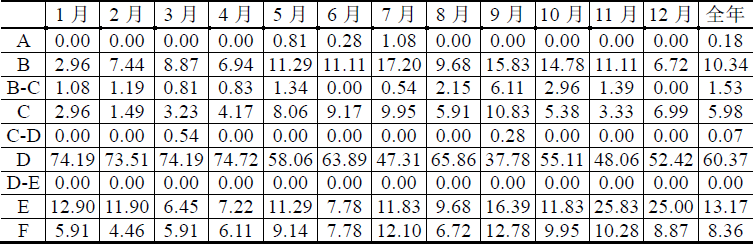 1 月 2 月 3 月 4 月 5 月 6 月 7 月 8 月 9 月 10 月 11 月 12 月 全年
A 0.00 0.00 0.00 0.00 0.81 0.28 1.08 0.00 0.00 0.00 0.00 0.00 0.18
B 2.96 7.44 8.87 6.94 11.29 11.11 17.20 9.68 15.83 14.78 11.11 6.72 10.34
B-C 1.08 1.19 0.81 0.83 1.34 0.00 0.54 2.15 6.11 2.96 1.39 0.00 1.53
C 2.96 1.49 3.23 4.17 8.06 9.17 9.95 5.91 10.83 5.38 3.33 6.99 5.98
C-D 0.00 0.00 0.54 0.00 0.00 0.00 0.00 0.00 0.28 0.00 0.00 0.00 0.07
D 74.19 73.51 74.19 74.72 58.06 63.89 47.31 65.86 37.78 55.11 48.06 52.42 60.37
D-E 0.00 0.00 0.00 0.00 0.00 0.00 0.00 0.00 0.00 0.00 0.00 0.00 0.00
E 12.90 11.90 6.45 7.22 11.29 7.78 11.83 9.68 16.39 11.83 25.83 25.00 13.17
F 5.91 4.46 5.91 6.11 9.14 7.78 12.10 6.72 12.78 9.95 10.28 8.87 8.36